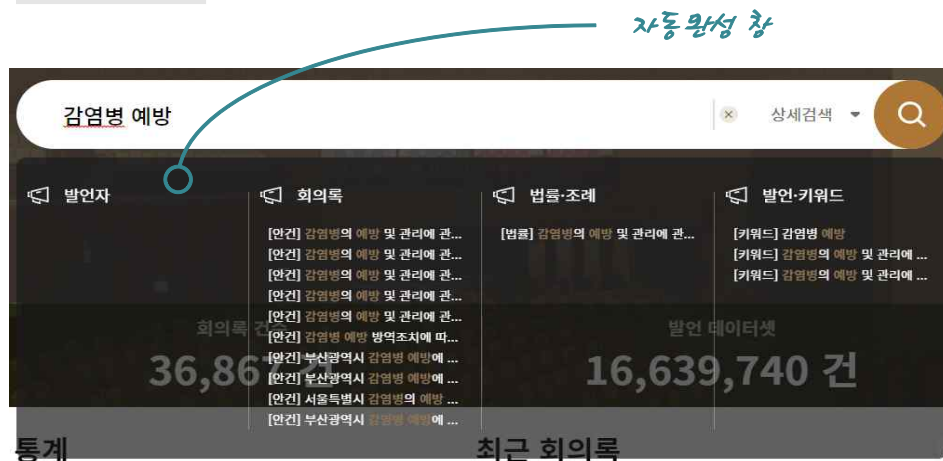 자동완성 창
감염병 예방
상세검색
발언자
회의록
[안건] 감염병의 예방 및 관리에 관...
[안건] 감염병의 예방 및 관리에 관...
[안건] 감염병의 예방 및 관리에 관...
[안건] 감염병의 예방 및 관리에 관...
[안건] 감염병의 예방 및 관리에 관...
[안건] 감염병 예방 방역조치에 따...
[안건] 부산광역시 감염병 예방에 ...
[안건] 부산광역시 감염병 예방에 ...
[안건] 서울특별시 감염병의 예방 ...
[안건] 부산광역시 감염병 예방에 ...
법률·조례
[법률] 감염병의 예방 및 관리에 관...
발언·키워드
[키워드] 감염병 예방
[키워드] 감염병의 예방 및 관리에 ...
[키워드] 감염병의 예방 및 관리에 ...
회의록 건수
36,867 건
발언 데이터셋
16,639,740 건
통계
최근 회의록